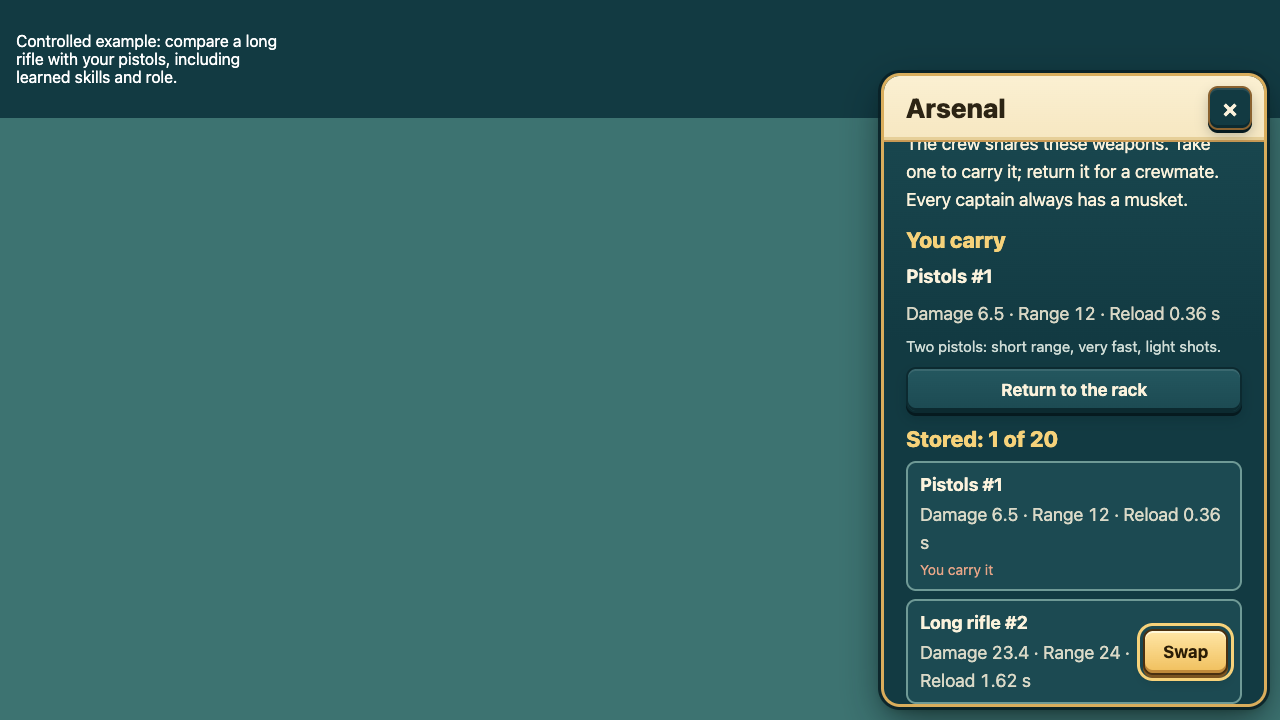 Controlled example: compare a long
rifle with your pistols, including
learned skills and role.
Arsenal
×
The crew shares these weapons. Take
one to carry it; return it for a crewmate.
Every captain always has a musket.
You carry
Pistols #1
Damage 6.5 · Range 12 · Reload 0.36 s
Two pistols: short range, very fast, light shots.
Return to the rack
Stored: 1 of 20
Pistols #1
Damage 6.5 · Range 12 · Reload 0.36
s
You carry it
Long rifle #2
Damage 23.4 · Range 24 ·
Reload 1.62 s
Swap